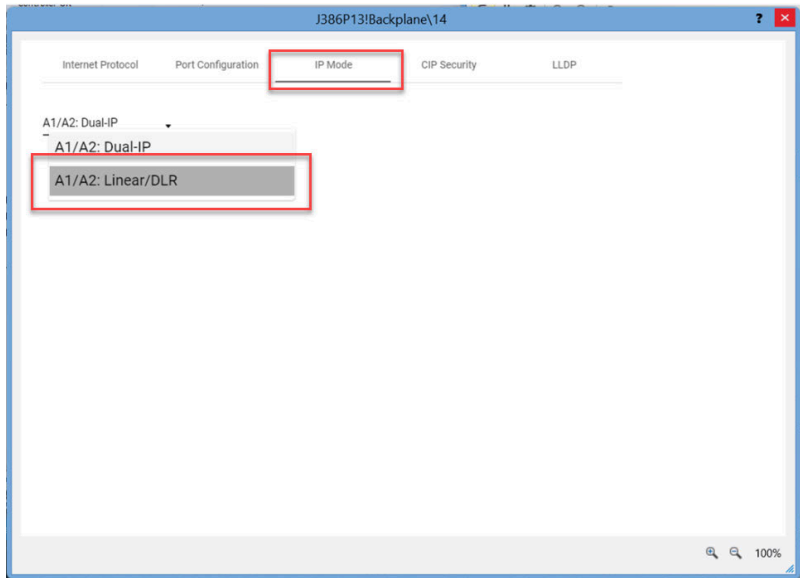 J386P13!Backplane\14
?
Internet Protocol Port Configuration IP Mode CIP Security LLDP
A1/A2: Dual-IP
A1/A2: Dual-IP
A1/A2: Linear/DLR
100%